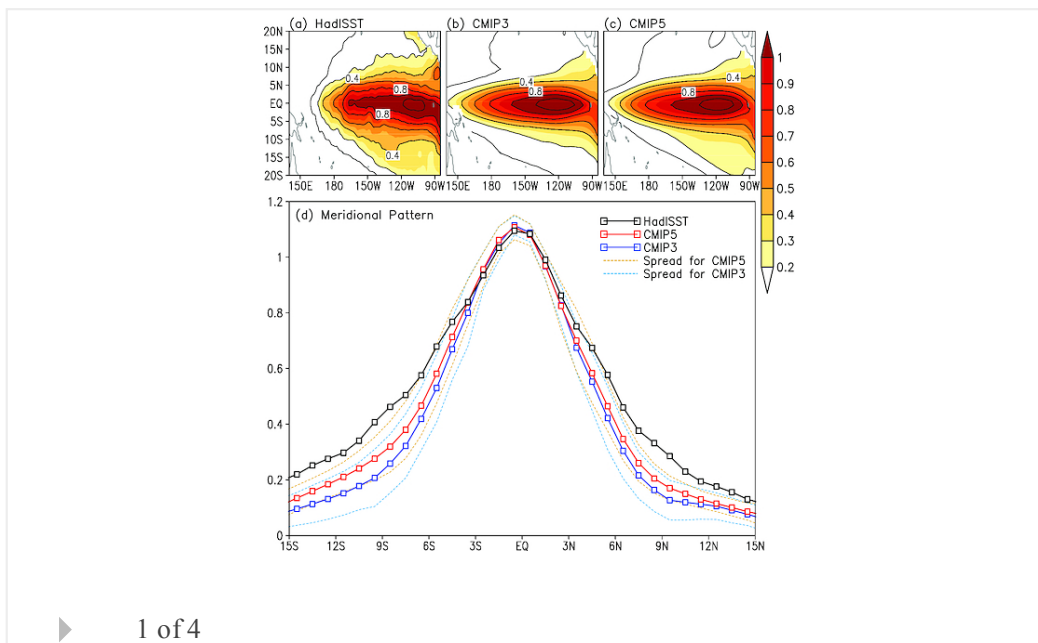 (a) HadISST (b) CMIP3 (c) CMIP5
20N
15N
10N
5N
EQ
5S
10S
15S
20S
0.4
0.8
0.8
0.4
0.4
0.8
0.4
0.8
150E 180 150W 120W 90W 150E 180 150W 120W 90W 150E 180 150W 120W 90W
1
0.9
0.8
0.7
0.6
0.5
0.4
0.3
0.2
(d) Meridional Pattern
HadISST
CMIP5
CMIP3
Spread for CMIP5
Spread for CMIP3
1.2
1
0.8
0.6
0.4
0.2
0
15S 12S 9S 6S 3S EQ 3N 6N 9N 12N 15N
1 of 4